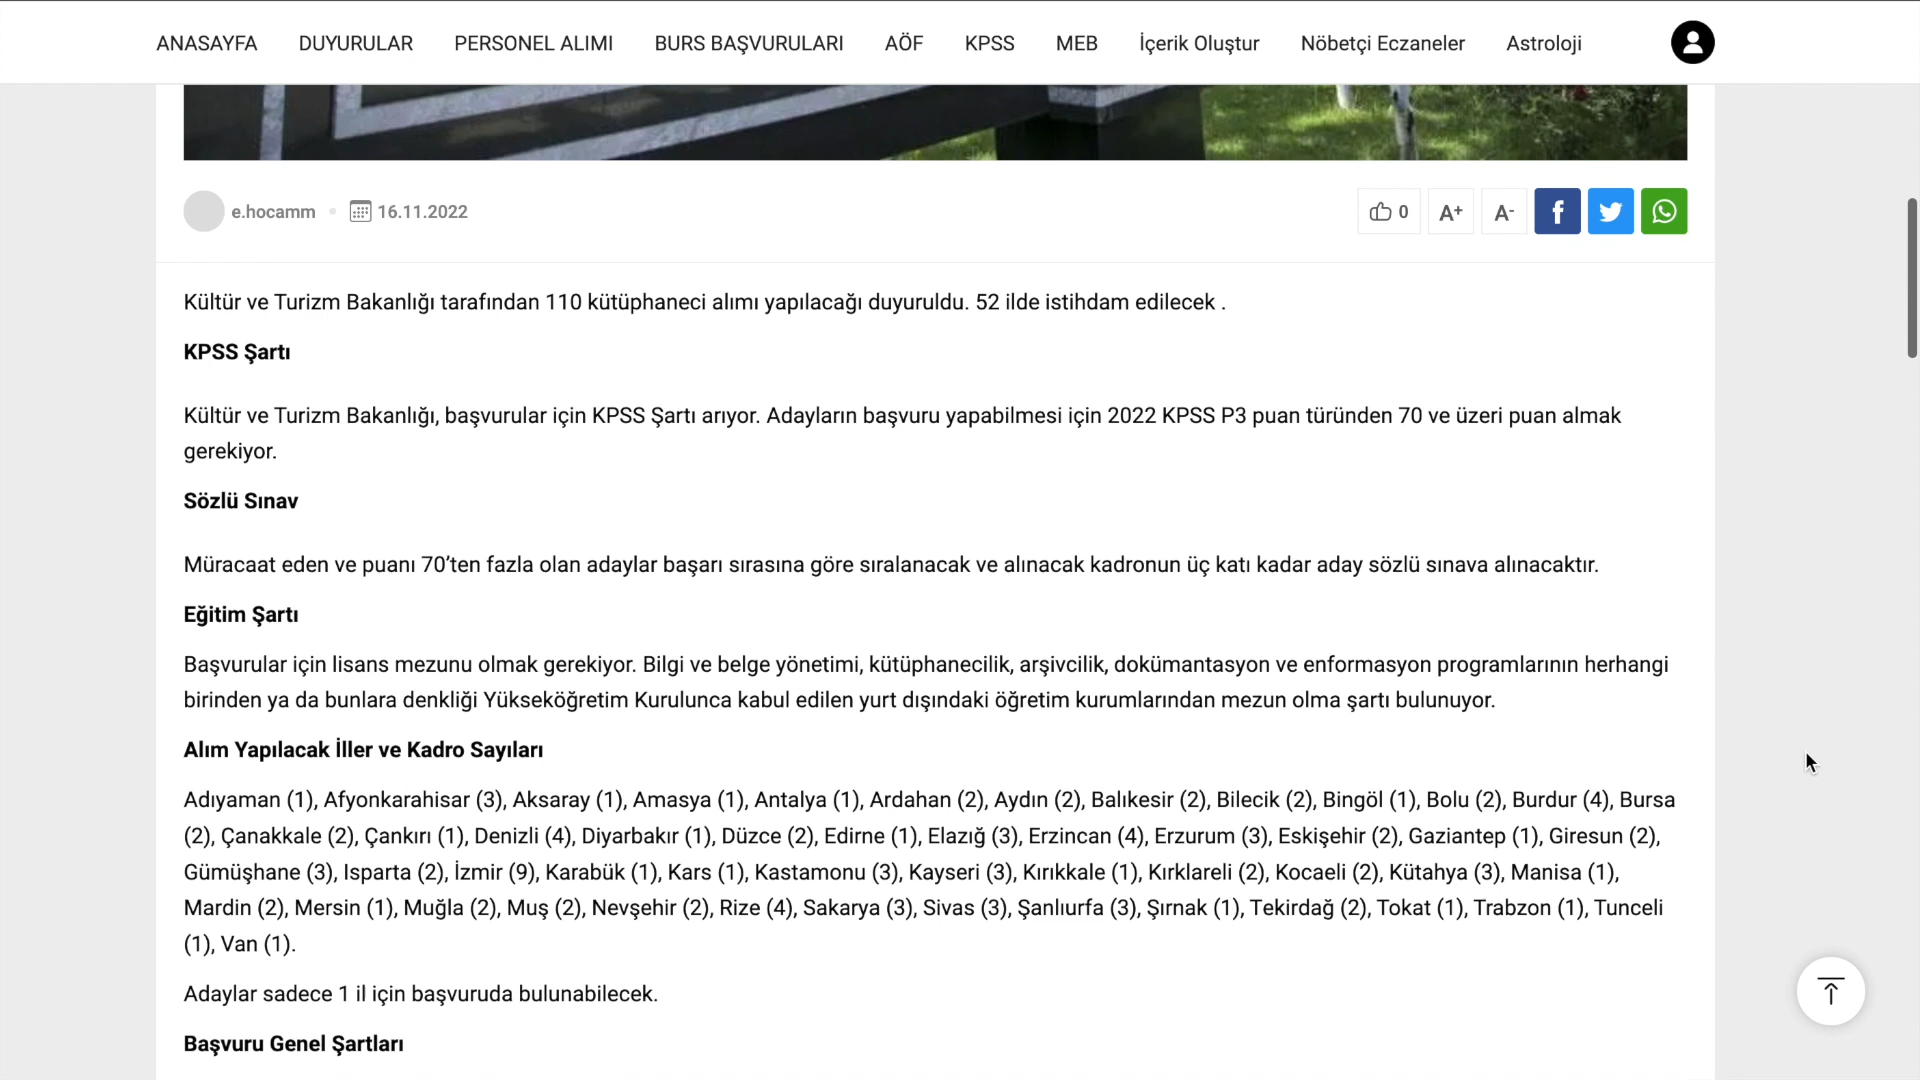 ANASAYFA DUYURULAR PERSONEL ALIMI BURS BAŞVURULARI AÖF KPSS MEB İçerik Oluştur Nöbetçi Eczaneler Astroloji
e.hocamm 16.11.2022 0 A+ A-
Kültür ve Turizm Bakanlığı tarafından 110 kütüphaneci alımı yapılacağı duyuruldu. 52 ilde istihdam edilecek .
KPSS Şartı
Kültür ve Turizm Bakanlığı, başvurular için KPSS Şartı arıyor. Adayların başvuru yapabilmesi için 2022 KPSS P3 puan türünden 70 ve üzeri puan almak
gerekiyor.
Sözlü Sınav
Müracaat eden ve puanı 70’ten fazla olan adaylar başarı sırasına göre sıralanacak ve alınacak kadronun üç katı kadar aday sözlü sınava alınacaktır.
Eğitim Şartı
Başvurular için lisans mezunu olmak gerekiyor. Bilgi ve belge yönetimi, kütüphanecilik, arşivcilik, dokümantasyon ve enformasyon programlarının herhangi
birinden ya da bunlara denkliği Yükseköğretim Kurulunca kabul edilen yurt dışındaki öğretim kurumlarından mezun olma şartı bulunuyor.
Alım Yapılacak İller ve Kadro Sayıları
Adıyaman (1), Afyonkarahisar (3), Aksaray (1), Amasya (1), Antalya (1), Ardahan (2), Aydın (2), Balıkesir (2), Bilecik (2), Bingöl (1), Bolu (2), Burdur (4), Bursa
(2), Çanakkale (2), Çankırı (1), Denizli (4), Diyarbakır (1), Düzce (2), Edirne (1), Elazığ (3), Erzincan (4), Erzurum (3), Eskişehir (2), Gaziantep (1), Giresun (2),
Gümüşhane (3), Isparta (2), İzmir (9), Karabük (1), Kars (1), Kastamonu (3), Kayseri (3), Kırıkkale (1), Kırklareli (2), Kocaeli (2), Kütahya (3), Manisa (1),
Mardin (2), Mersin (1), Muğla (2), Muş (2), Nevşehir (2), Rize (4), Sakarya (3), Sivas (3), Şanlıurfa (3), Şırnak (1), Tekirdağ (2), Tokat (1), Trabzon (1), Tunceli
(1), Van (1).
Adaylar sadece 1 il için başvuruda bulunabilecek.
Başvuru Genel Şartları